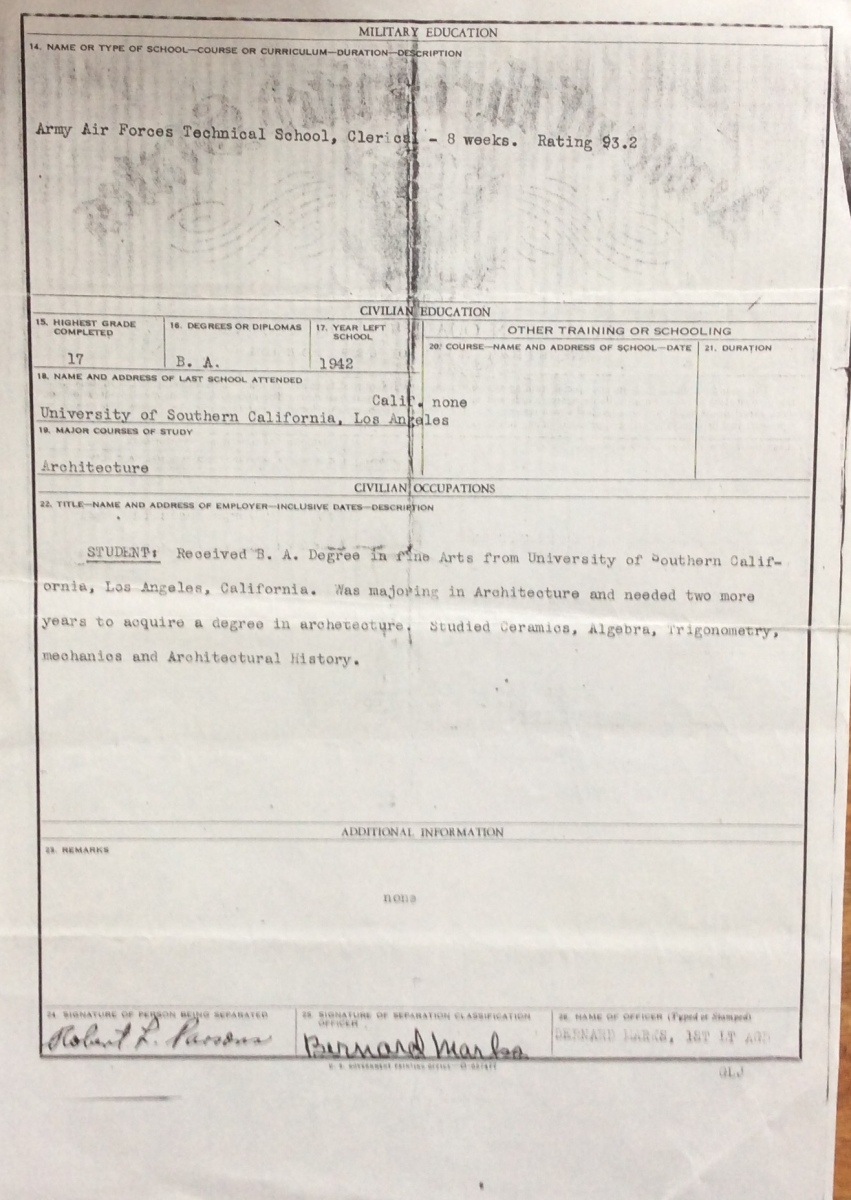 MILITARY EDUCATION
14. NAME OR TYPE OF SCHOOL—COURSE OR CURRICULUM—DURATION—DESCRIPTION
Army Air Forces Technical School, Clerical - 8 weeks. Rating 93.2
CIVILIAN EDUCATION
15. HIGHEST GRADE COMPLETED
17
16. DEGREES OR DIPLOMAS
B. A.
17. YEAR LEFT SCHOOL
1942
OTHER TRAINING OR SCHOOLING
20. COURSE—NAME AND ADDRESS OF SCHOOL—DATE
21. DURATION
18. NAME AND ADDRESS OF LAST SCHOOL ATTENDED
Calif.
none
University of Southern California, Los Angeles
19. MAJOR COURSES OF STUDY
Architecture
CIVILIAN OCCUPATIONS
22. TITLE—NAME AND ADDRESS OF EMPLOYER—INCLUSIVE DATES—DESCRIPTION
STUDENT: Received B. A. Degree in fine Arts from University of Southern Calif-
ornia, Los Angeles, California. Was majoring in Architecture and needed two more
years to acquire a degree in archetecture. Studied Ceramics, Algebra, Trigonometry,
mechanics and Architectural History.
ADDITIONAL INFORMATION
23. REMARKS
none
24. SIGNATURE OF PERSON BEING SEPARATED
Robert L. Parsons
25. SIGNATURE OF SEPARATION CLASSIFICATION OFFICER
Bernard Marks
26. NAME OF OFFICER (Typed or Stamped)
BERNARD MARKS, 1ST LT
U. S. GOVERNMENT PRINTING OFFICE
GLJ